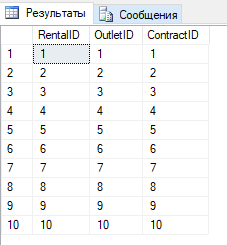 Результаты Сообщения
RentalID OutletID ContractID
1 1 1 1
2 2 2 2
3 3 3 3
4 4 4 4
5 5 5 5
6 6 6 6
7 7 7 7
8 8 8 8
9 9 9 9
10 10 10 10